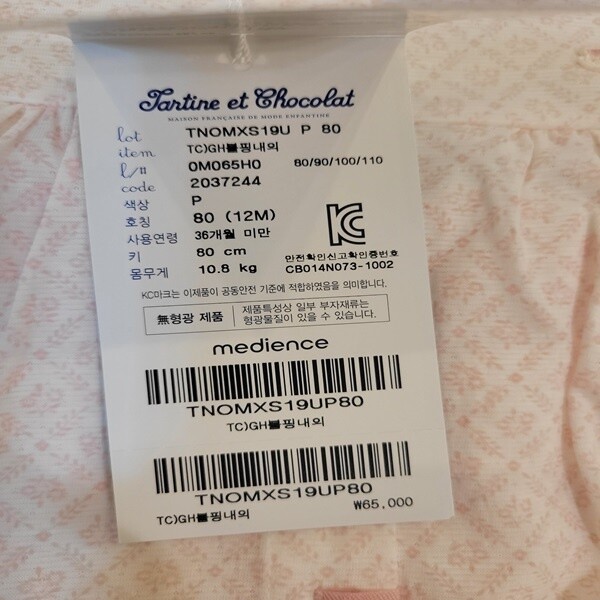 Tartine et Chocolat
MAISON FRANÇAISE DE MODE ENFANTINE
lot TNOMXS19U P 80
item TC)GH블핑내의
l/# 0M065H0 80/90/100/110
code 2037244
색상 P
호칭 80 (12M)
사용연령 36개월 미만
키 80 cm
몸무게 10.8 kg
안전확인신고확인증번호
CB014N073-1002
KC마크는 이제품이 공동안전 기준에 적합하였음을 의미합니다.
無형광 제품
제품특성상 일부 부자재류는
형광물질이 있을 수 있습니다.
medience
TNOMXS19UP80
TC)GH블핑내의
TNOMXS19UP80
TC)GH블핑내의 ₩65,000